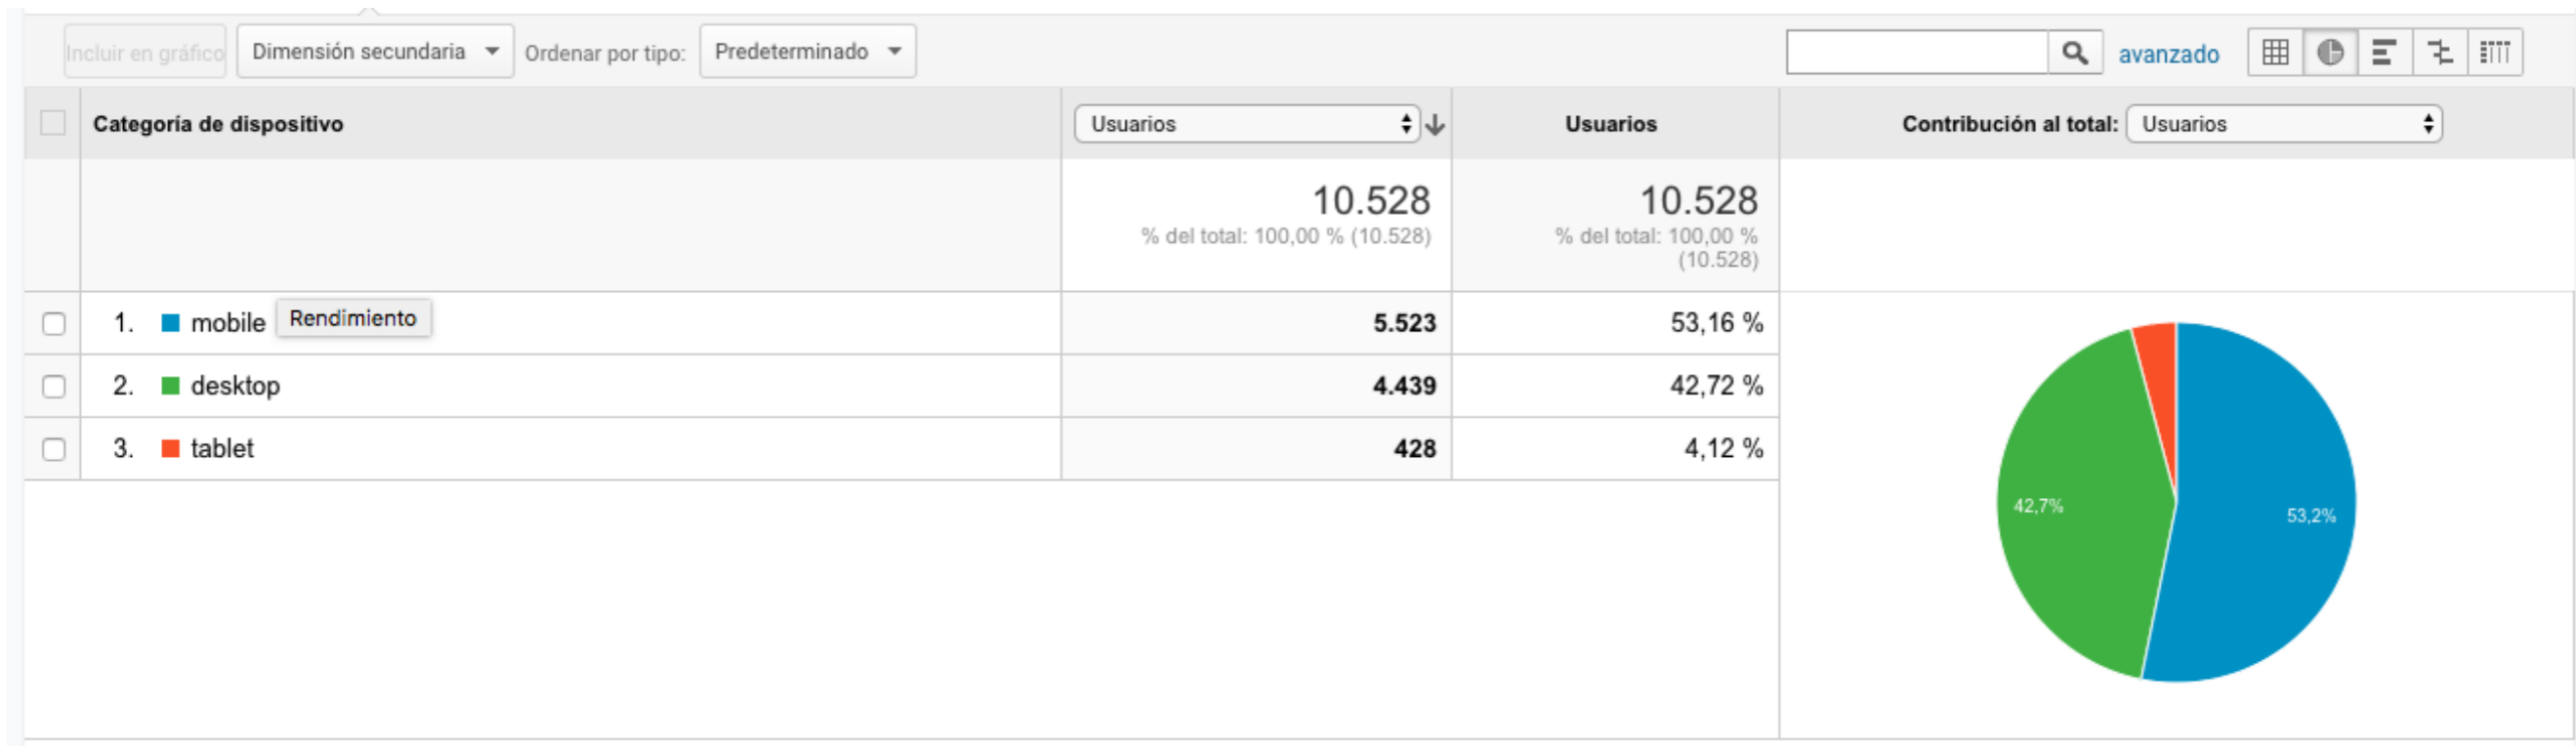 Incluir en gráfico Dimensión secundaria Ordenar por tipo: Predeterminado avanzado
Categoría de dispositivo Usuarios Usuarios Contribución al total: Usuarios
10.528 10.528
% del total: 100,00 % (10.528) % del total: 100,00 %
(10.528)
1. mobile Rendimiento 5.523 53,16 %
2. desktop 4.439 42,72 %
3. tablet 428 4,12 %
42,7% 53,2%